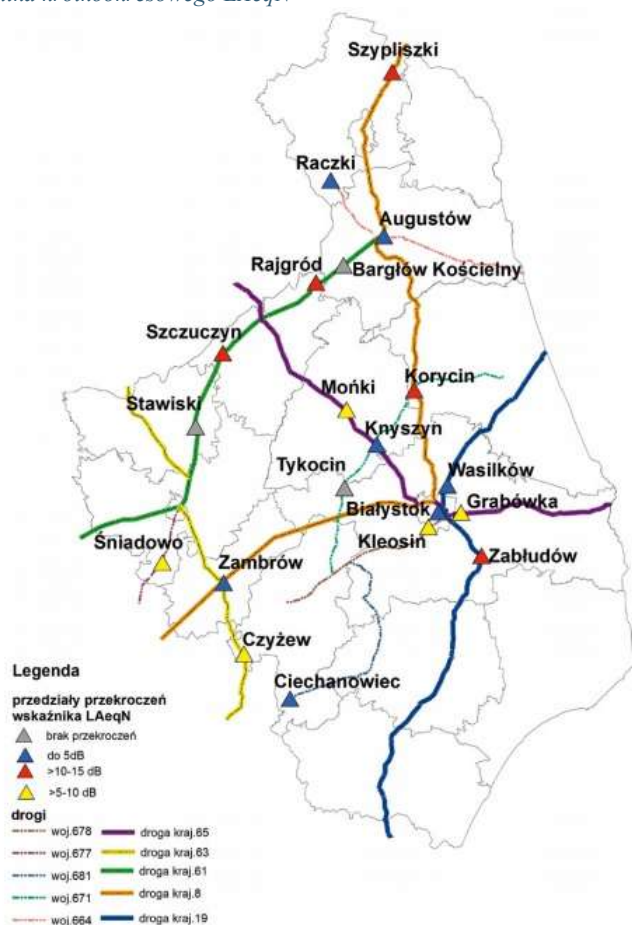 krótkookresowego LAeqN
Szypliszki
Raczki
Augustów
Bargłów Kościelny
Rajgród
Szczuczyn
Mońki
Korycin
Stawiski
Knyszyn
Tykocin
Wasilków
Białystok
Grabówka
Kleosin
Śniadowo
Zambrów
Zabłudów
Czyżew
Ciechanowiec
Legenda
przedziały przekroczeń
wskaźnika LAeqN
brak przekroczeń
do 5dB
>10-15 dB
>5-10 dB
drogi
woj.678 droga kraj.65
woj.677 droga kraj.63
woj.681 droga kraj.61
woj.671 droga kraj.8
woj.664 droga kraj.19